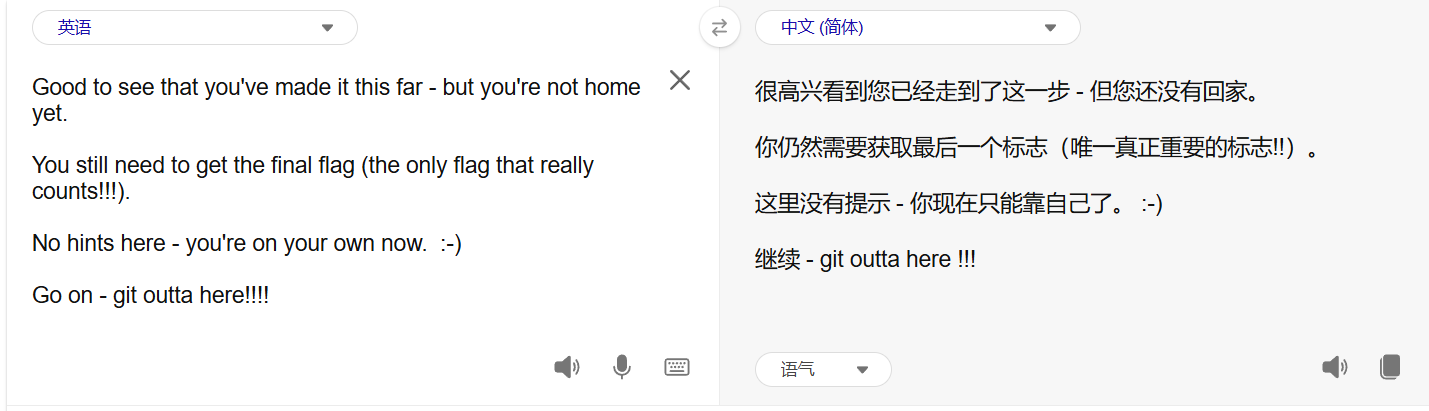 英语
Good to see that you've made it this far - but you're not home
yet.
You still need to get the final flag (the only flag that really
counts!!!).
No hints here - you're on your own now.  :-)
Go on - git outta here!!!!
中文 (简体)
很高兴看到您已经走到了这一步 - 但您还没有回家。
你仍然需要获取最后一个标志（唯一真正重要的标志!!）。
这里没有提示 - 你现在只能靠自己了。 :-)
继续 - git outta here !!!
语气